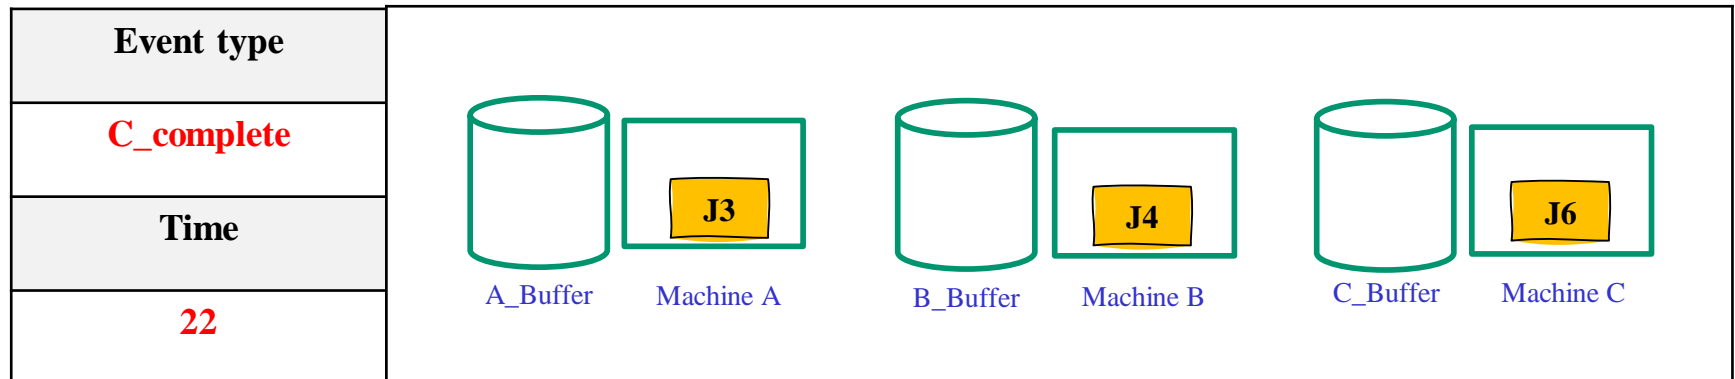 Event type
C_complete
Time
22
J3
J4
J6
A_Buffer
Machine A
B_Buffer
Machine B
C_Buffer
Machine C